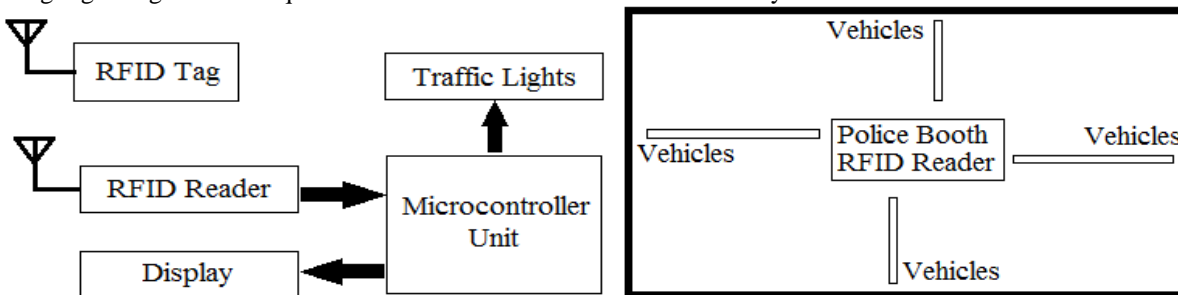 RFID Tag
Traffic Lights
RFID Reader
Microcontroller
Unit
Display
Vehicles
Police Booth
RFID Reader
Vehicles
Vehicles
Vehicles